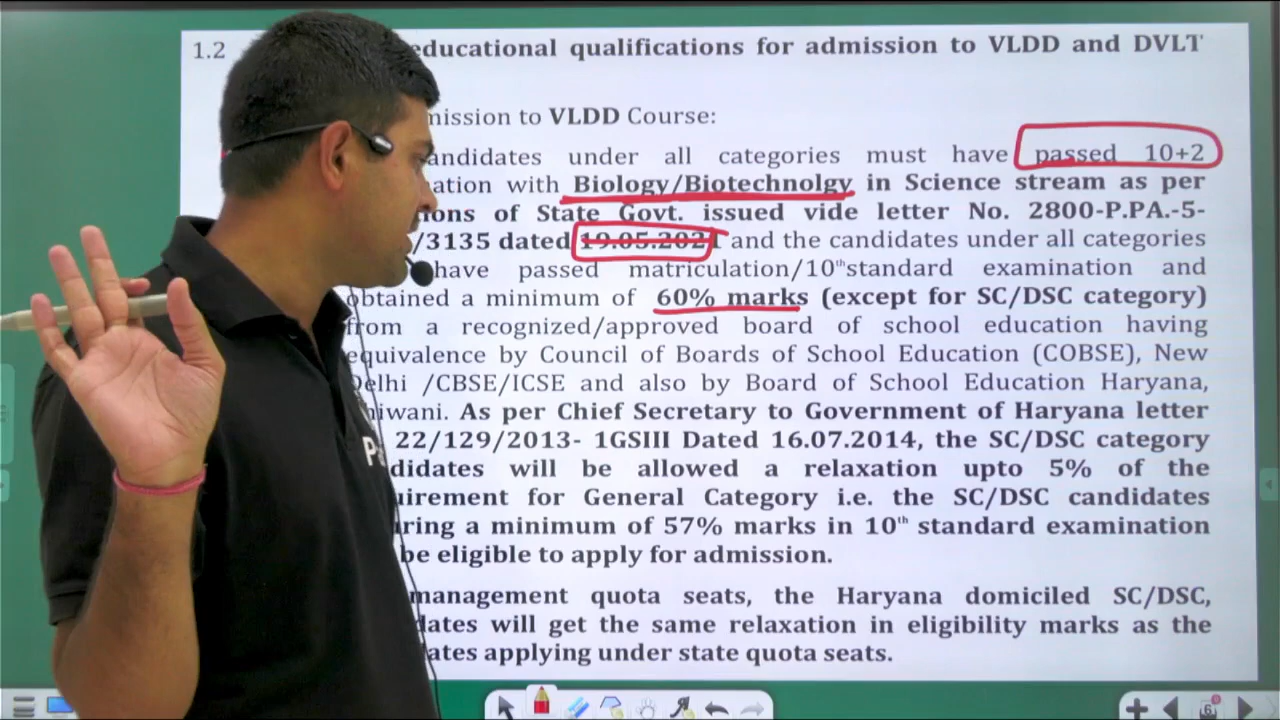 1.2 educational qualifications for admission to VLDD and DVLT
mission to VLDD Course:
andidates under all categories must have passed 10+2
ation with Biology/Biotechnolgy in Science stream as per
ions of State Govt. issued vide letter No. 2800-P.PA.-5-
/3135 dated 19.05.2021 and the candidates under all categories
have passed matriculation/10thstandard examination and
obtained a minimum of 60% marks (except for SC/DSC category)
from a recognized/approved board of school education having
equivalence by Council of Boards of School Education (COBSE), New
Delhi /CBSE/ICSE and also by Board of School Education Haryana,
hiwani. As per Chief Secretary to Government of Haryana letter
22/129/2013- 1GSIII Dated 16.07.2014, the SC/DSC category
didates will be allowed a relaxation upto 5% of the
uirement for General Category i.e. the SC/DSC candidates
ring a minimum of 57% marks in 10th standard examination
be eligible to apply for admission.
management quota seats, the Haryana domiciled SC/DSC,
dates will get the same relaxation in eligibility marks as the
ates applying under state quota seats.